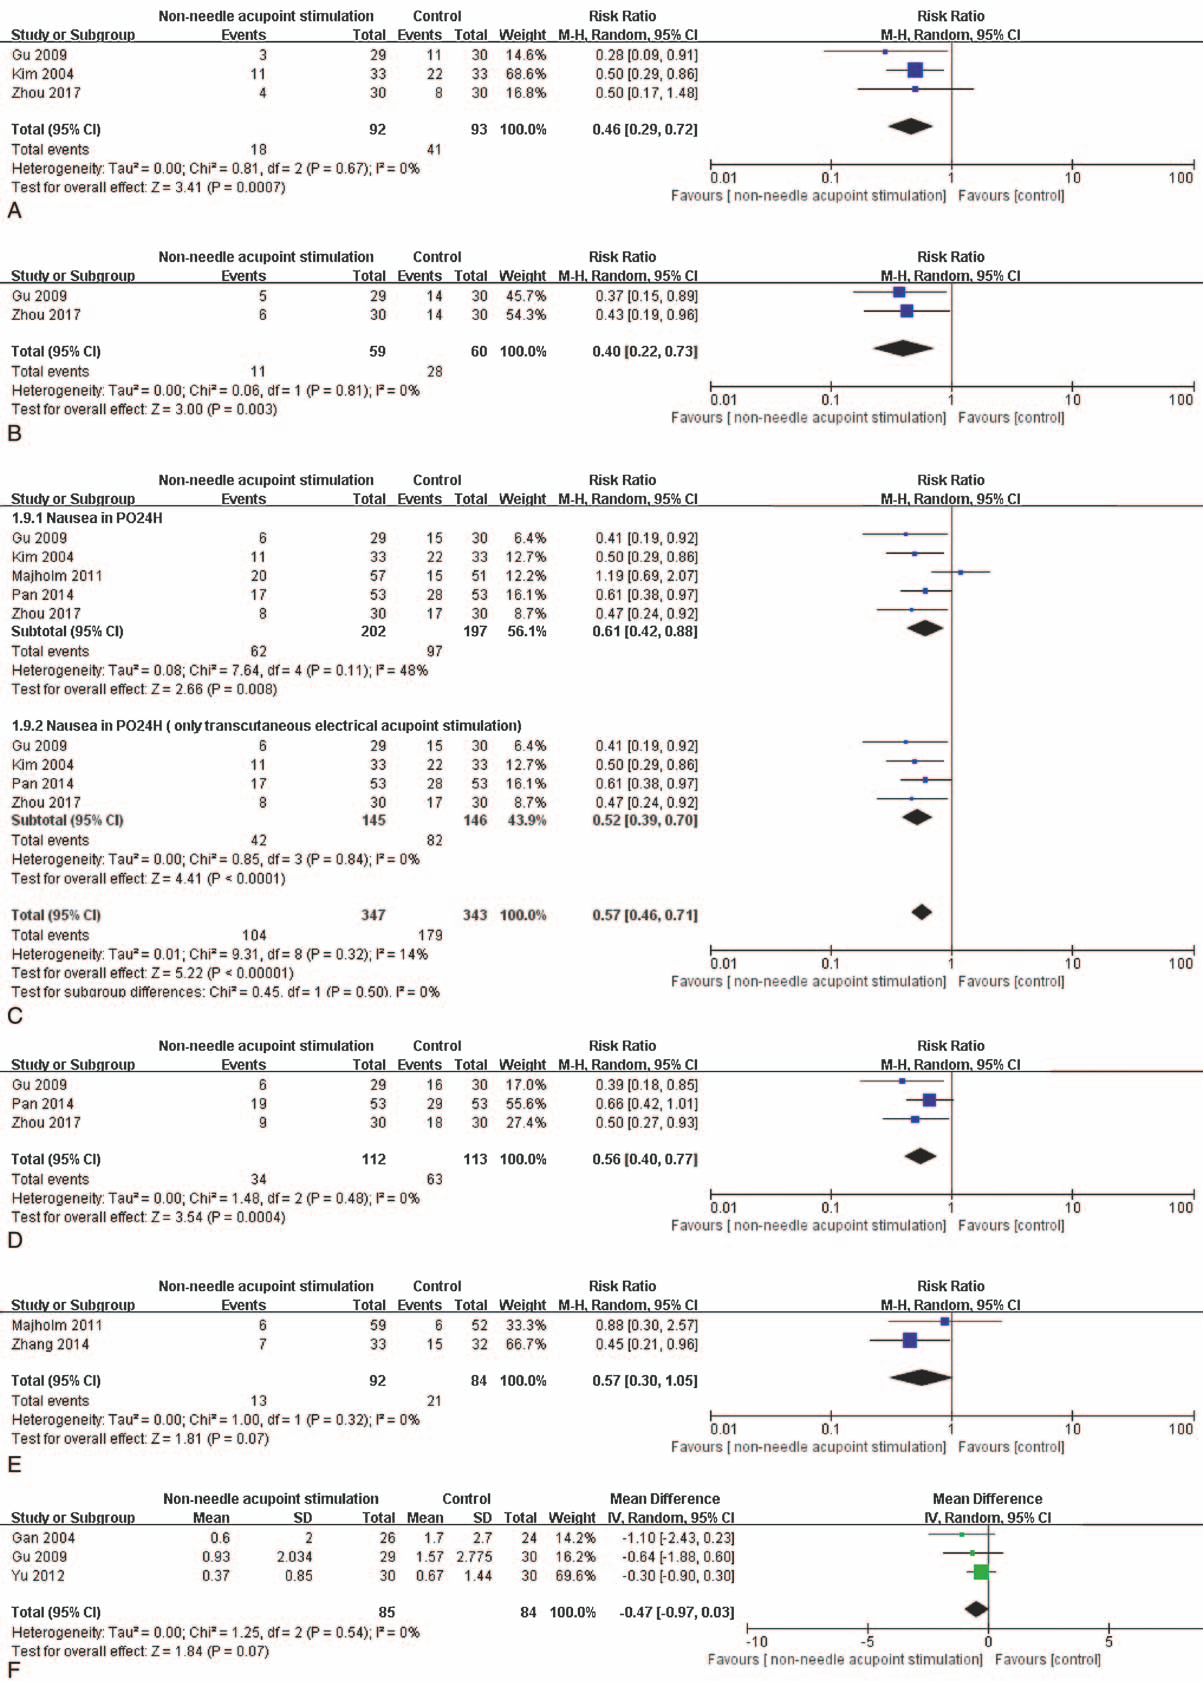 Non-needle acupoint stimulation Control Risk Ratio Risk Ratio
Study or Subgroup Events Total Events Total Weight M-H, Random, 95% CI M-H, Random, 95% CI
Gu 2009 3 29 11 30 14.6% 0.28 [0.09, 0.91]
Kim 2004 11 33 22 33 68.6% 0.50 [0.29, 0.86]
Zhou 2017 4 30 8 30 16.8% 0.50 [0.17, 1.48]
Total (95% CI) 92 93 100.0% 0.46 [0.29, 0.72]
Total events 18 41
Heterogeneity: Tau² = 0.00; Chi² = 0.81, df = 2 (P = 0.67); I² = 0%
Test for overall effect: Z = 3.41 (P = 0.0007)
0.01 0.1 1 10 100
Favours [ non-needle acupoint stimulation] Favours [control]
A
Non-needle acupoint stimulation Control Risk Ratio Risk Ratio
Study or Subgroup Events Total Events Total Weight M-H, Random, 95% CI M-H, Random, 95% CI
Gu 2009 5 29 14 30 45.7% 0.37 [0.15, 0.89]
Zhou 2017 6 30 14 30 54.3% 0.43 [0.19, 0.96]
Total (95% CI) 59 60 100.0% 0.40 [0.22, 0.73]
Total events 11 28
Heterogeneity: Tau² = 0.00; Chi² = 0.06, df = 1 (P = 0.81); I² = 0%
Test for overall effect: Z = 3.00 (P = 0.003)
0.01 0.1 1 10 100
Favours [ non-needle acupoint stimulation] Favours [control]
B
Non-needle acupoint stimulation Control Risk Ratio Risk Ratio
Study or Subgroup Events Total Events Total Weight M-H, Random, 95% CI M-H, Random, 95% CI
1.9.1 Nausea in PO24H
Gu 2009 6 29 15 30 6.4% 0.41 [0.19, 0.92]
Kim 2004 11 33 22 33 12.7% 0.50 [0.29, 0.86]
Majholm 2011 20 57 15 51 12.2% 1.19 [0.69, 2.07]
Pan 2014 17 53 28 53 16.1% 0.61 [0.38, 0.97]
Zhou 2017 8 30 17 30 8.7% 0.47 [0.24, 0.92]
Subtotal (95% CI) 202 197 56.1% 0.61 [0.42, 0.88]
Total events 62 97
Heterogeneity: Tau² = 0.08; Chi² = 7.64, df = 4 (P = 0.11); I² = 48%
Test for overall effect: Z = 2.66 (P = 0.008)
1.9.2 Nausea in PO24H ( only transcutaneous electrical acupoint stimulation)
Gu 2009 6 29 15 30 6.4% 0.41 [0.19, 0.92]
Kim 2004 11 33 22 33 12.7% 0.50 [0.29, 0.86]
Pan 2014 17 53 28 53 16.1% 0.61 [0.38, 0.97]
Zhou 2017 8 30 17 30 8.7% 0.47 [0.24, 0.92]
Subtotal (95% CI) 145 146 43.9% 0.52 [0.39, 0.70]
Total events 42 82
Heterogeneity: Tau² = 0.00; Chi² = 0.85, df = 3 (P = 0.84); I² = 0%
Test for overall effect: Z = 4.41 (P < 0.0001)
Total (95% CI) 347 343 100.0% 0.57 [0.46, 0.71]
Total events 104 179
Heterogeneity: Tau² = 0.01; Chi² = 9.31, df = 8 (P = 0.32); I² = 14%
Test for overall effect: Z = 5.22 (P < 0.00001)
Test for subgroup differences: Chi² = 0.45, df = 1 (P = 0.50), I² = 0%
0.01 0.1 1 10 100
Favours [ non-needle acupoint stimulation] Favours [control]
C
Non-needle acupoint stimulation Control Risk Ratio Risk Ratio
Study or Subgroup Events Total Events Total Weight M-H, Random, 95% CI M-H, Random, 95% CI
Gu 2009 6 29 16 30 17.0% 0.39 [0.18, 0.85]
Pan 2014 19 53 29 53 55.6% 0.66 [0.42, 1.01]
Zhou 2017 9 30 18 30 27.4% 0.50 [0.27, 0.93]
Total (95% CI) 112 113 100.0% 0.56 [0.40, 0.77]
Total events 34 63
Heterogeneity: Tau² = 0.00; Chi² = 1.48, df = 2 (P = 0.48); I² = 0%
Test for overall effect: Z = 3.54 (P = 0.0004)
0.01 0.1 1 10 100
Favours [ non-needle acupoint stimulation] Favours [control]
D
Non-needle acupoint stimulation Control Risk Ratio Risk Ratio
Study or Subgroup Events Total Events Total Weight M-H, Random, 95% CI M-H, Random, 95% CI
Majholm 2011 6 59 6 52 33.3% 0.88 [0.30, 2.57]
Zhang 2014 7 33 15 32 66.7% 0.45 [0.21, 0.96]
Total (95% CI) 92 84 100.0% 0.57 [0.30, 1.05]
Total events 13 21
Heterogeneity: Tau² = 0.00; Chi² = 1.00, df = 1 (P = 0.32); I² = 0%
Test for overall effect: Z = 1.81 (P = 0.07)
0.01 0.1 1 10 100
Favours [ non-needle acupoint stimulation] Favours [control]
E
Non-needle acupoint stimulation Control Mean Difference Mean Difference
Study or Subgroup Mean SD Total Mean SD Total Weight IV, Random, 95% CI IV, Random, 95% CI
Gan 2004 0.6 2 26 1.7 2.7 24 14.2% -1.10 [-2.43, 0.23]
Gu 2009 0.93 2.034 29 1.57 2.775 30 16.2% -0.64 [-1.88, 0.60]
Yu 2012 0.37 0.85 30 0.67 1.44 30 69.6% -0.30 [-0.90, 0.30]
Total (95% CI) 85 84 100.0% -0.47 [-0.97, 0.03]
Heterogeneity: Tau² = 0.00; Chi² = 1.25, df = 2 (P = 0.54); I² = 0%
Test for overall effect: Z = 1.84 (P = 0.07)
-10 -5 0 5
Favours [ non-needle acupoint stimulation] Favours [control]
F